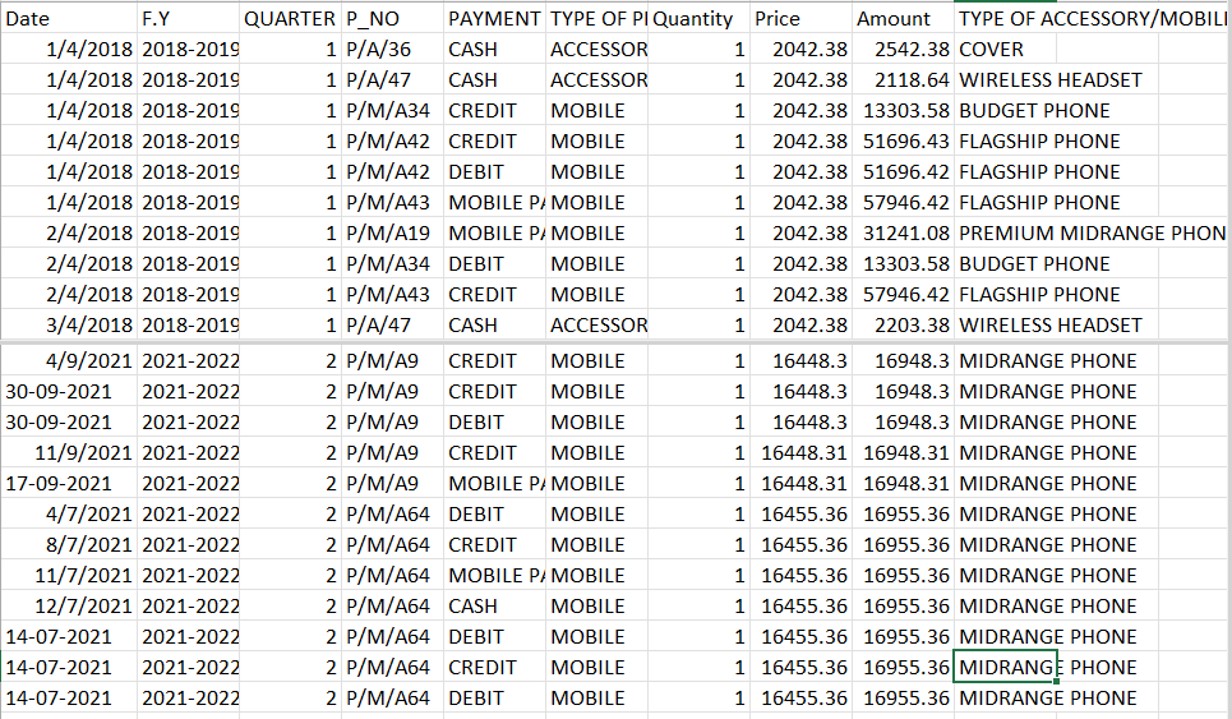 Date F.Y QUARTER P_NO PAYMENT TYPE OF Quantity Price Amount TYPE OF ACCESSORY/MOBIL
1/4/2018 2018-2019 1 P/A/36 CASH ACCESSOR 1 2042.38 2542.38 COVER
1/4/2018 2018-2019 1 P/A/47 CASH ACCESSOR 1 2042.38 2118.64 WIRELESS HEADSET
1/4/2018 2018-2019 1 P/M/A34 CREDIT MOBILE 1 2042.38 13303.58 BUDGET PHONE
1/4/2018 2018-2019 1 P/M/A42 CREDIT MOBILE 1 2042.38 51696.43 FLAGSHIP PHONE
1/4/2018 2018-2019 1 P/M/A42 DEBIT MOBILE 1 2042.38 51696.42 FLAGSHIP PHONE
1/4/2018 2018-2019 1 P/M/A43 MOBILE PA MOBILE 1 2042.38 57946.42 FLAGSHIP PHONE
2/4/2018 2018-2019 1 P/M/A19 MOBILE PA MOBILE 1 2042.38 31241.08 PREMIUM MIDRANGE PHON
2/4/2018 2018-2019 1 P/M/A34 DEBIT MOBILE 1 2042.38 13303.58 BUDGET PHONE
2/4/2018 2018-2019 1 P/M/A43 CREDIT MOBILE 1 2042.38 57946.42 FLAGSHIP PHONE
3/4/2018 2018-2019 1 P/A/47 CASH ACCESSOR 1 2042.38 2203.38 WIRELESS HEADSET
4/9/2021 2021-2022 2 P/M/A9 CREDIT MOBILE 1 16448.3 16948.3 MIDRANGE PHONE
30-09-2021 2021-2022 2 P/M/A9 CREDIT MOBILE 1 16448.3 16948.3 MIDRANGE PHONE
30-09-2021 2021-2022 2 P/M/A9 DEBIT MOBILE 1 16448.3 16948.3 MIDRANGE PHONE
11/9/2021 2021-2022 2 P/M/A9 CREDIT MOBILE 1 16448.31 16948.31 MIDRANGE PHONE
17-09-2021 2021-2022 2 P/M/A9 MOBILE PA MOBILE 1 16448.31 16948.31 MIDRANGE PHONE
4/7/2021 2021-2022 2 P/M/A64 DEBIT MOBILE 1 16455.36 16955.36 MIDRANGE PHONE
8/7/2021 2021-2022 2 P/M/A64 CREDIT MOBILE 1 16455.36 16955.36 MIDRANGE PHONE
11/7/2021 2021-2022 2 P/M/A64 MOBILE PA MOBILE 1 16455.36 16955.36 MIDRANGE PHONE
12/7/2021 2021-2022 2 P/M/A64 CASH MOBILE 1 16455.36 16955.36 MIDRANGE PHONE
14-07-2021 2021-2022 2 P/M/A64 DEBIT MOBILE 1 16455.36 16955.36 MIDRANGE PHONE
14-07-2021 2021-2022 2 P/M/A64 CREDIT MOBILE 1 16455.36 16955.36 MIDRANGE PHONE
14-07-2021 2021-2022 2 P/M/A64 DEBIT MOBILE 1 16455.36 16955.36 MIDRANGE PHONE